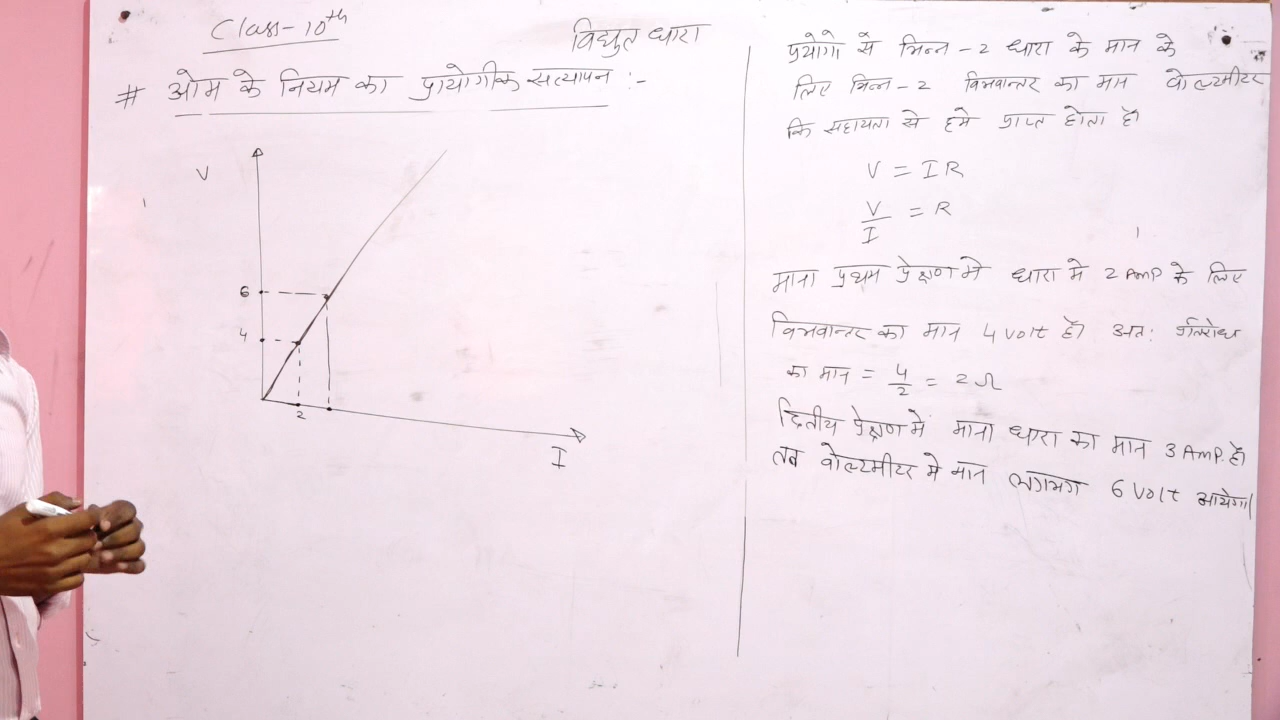 Class-10th
विद्युत धारा
# ओम के नियम का प्रायोगीक सत्यापन :-
V
6
4
2
I
प्रयोगो से भिन्न-2 धारा के मान के
लिए भिन्न-2 विभवान्तर का मान वोल्टमीटर
कि सहायता से हमे प्राप्त होता है।
V = IR
V/I = R
माना प्रथम प्रेक्षण मे धारा मे 2 AmP के लिए
विभवान्तर का मान 4 volt है। अत: प्रतिरोध
का मान = 4/2 = 2 Ω
द्वितीय प्रेक्षण में माना धारा का मान 3 AmP. है।
तब वोल्टमीटर मे मान लगभग 6 Volt आयेगा।